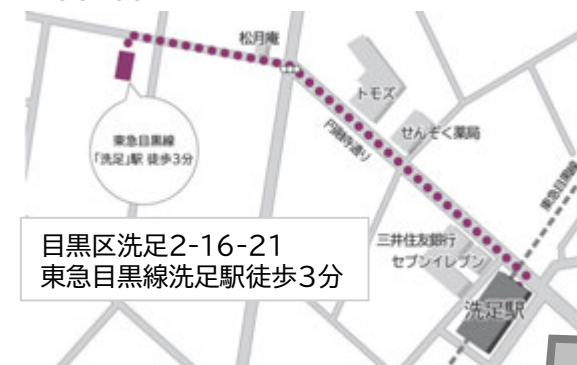 松月庵
トモズ
せんぞく薬局
円融寺通り
東急目黒線
「洗足」駅 徒歩3分
東急目黒線
三井住友銀行
セブンイレブン
洗足駅
目黒区洗足2-16-21
東急目黒線洗足駅徒歩3分